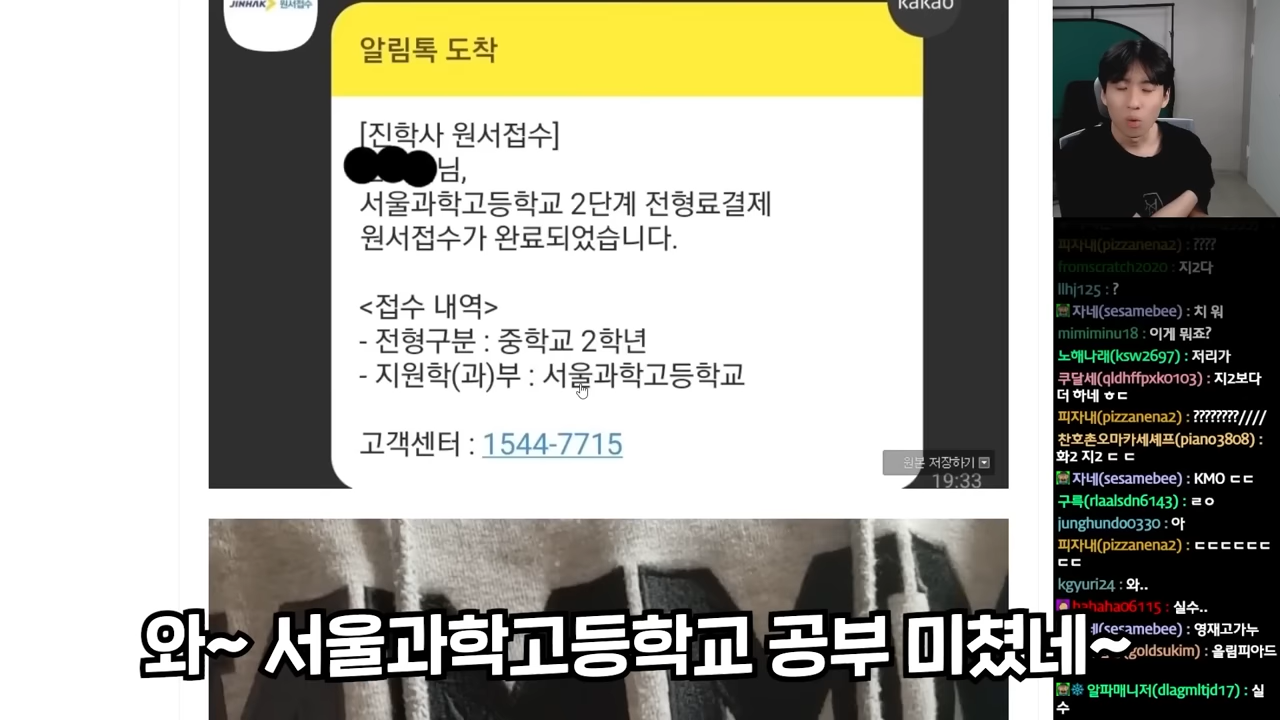 JINHAK 원서접수
kakao
알림톡 도착
[진학사 원서접수]
님,
서울과학고등학교 2단계 전형료결제
원서접수가 완료되었습니다.
<접수 내역>
- 전형구분 : 중학교 2학년
- 지원학(과)부 : 서울과학고등학교
고객센터 : 1544-7715
원본 저장하기
19:33
와~ 서울과학고등학교 공부 미쳤네~
피자내(pizzanena2) : ????
fromscratch2020 : 지2다
llhj125 : ?
자네(sesamebee) : 치 워
mimiminu18 : 이게 뭐죠?
노해나래(ksw2697) : 저리가
쿠달세(qldhffpxk0103) : 지2보다
더 하네 ㅎㄷ
피자내(pizzanena2) : ????????////
찬호촌오마카세셰프(piano3808) :
화2 지2 ㄷ ㄷ
자네(sesamebee) : KMO ㄷㄷ
구륵(rlaalsdn6143) : ㄹㅇ
junghundo0330 : 아
피자내(pizzanena2) : ㄷㄷㄷㄷㄷㄷ
ㄷㄷ
kgyuri24 : 와..
hahaha06115 : 실수..
(sesamebee) : 영재고가누
(goldsukim) : 올림피아드
알파매니저(dlagmltjd17) : 실
수